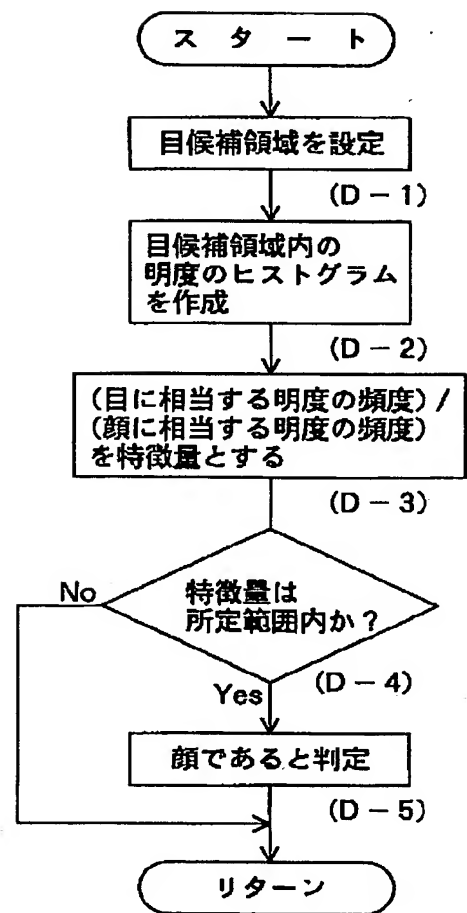 スタート
目候補領域を設定
(D－1)
目候補領域内の
明度のヒストグラム
を作成
(D－2)
(目に相当する明度の頻度)/
(顔に相当する明度の頻度)
を特徴量とする
(D－3)
No
特徴量は
所定範囲内か？
(D－4)
Yes
顔であると判定
(D－5)
リターン